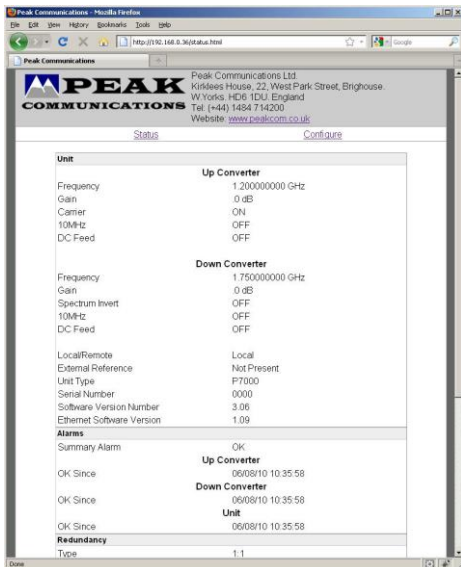 Peak Communications - Mozilla Firefox
File Edit View History Bookmarks Tools Help
http://192.168.0.36/status.html
Google
Peak Communications
PEAK
COMMUNICATIONS
Peak Communications Ltd.
Kirklees House, 22, West Park Street, Brighouse.
W.Yorks. HD6 1DU. England
Tel: (+44) 1484 714200
Website: www.peakcom.co.uk
Status Configure
Unit
Up Converter
Frequency 1.200000000 GHz
Gain .0 dB
Carrier ON
10MHz OFF
DC Feed OFF
Down Converter
Frequency 1.750000000 GHz
Gain .0 dB
Spectrum Invert OFF
10MHz OFF
DC Feed OFF
Local/Remote Local
External Reference Not Present
Unit Type P7000
Serial Number 0000
Software Version Number 3.06
Ethernet Software Version 1.09
Alarms
Summary Alarm OK
Up Converter
OK Since 06/08/10 10:35:58
Down Converter
OK Since 06/08/10 10:35:58
Unit
OK Since 06/08/10 10:35:58
Redundancy
Type 1:1
Done